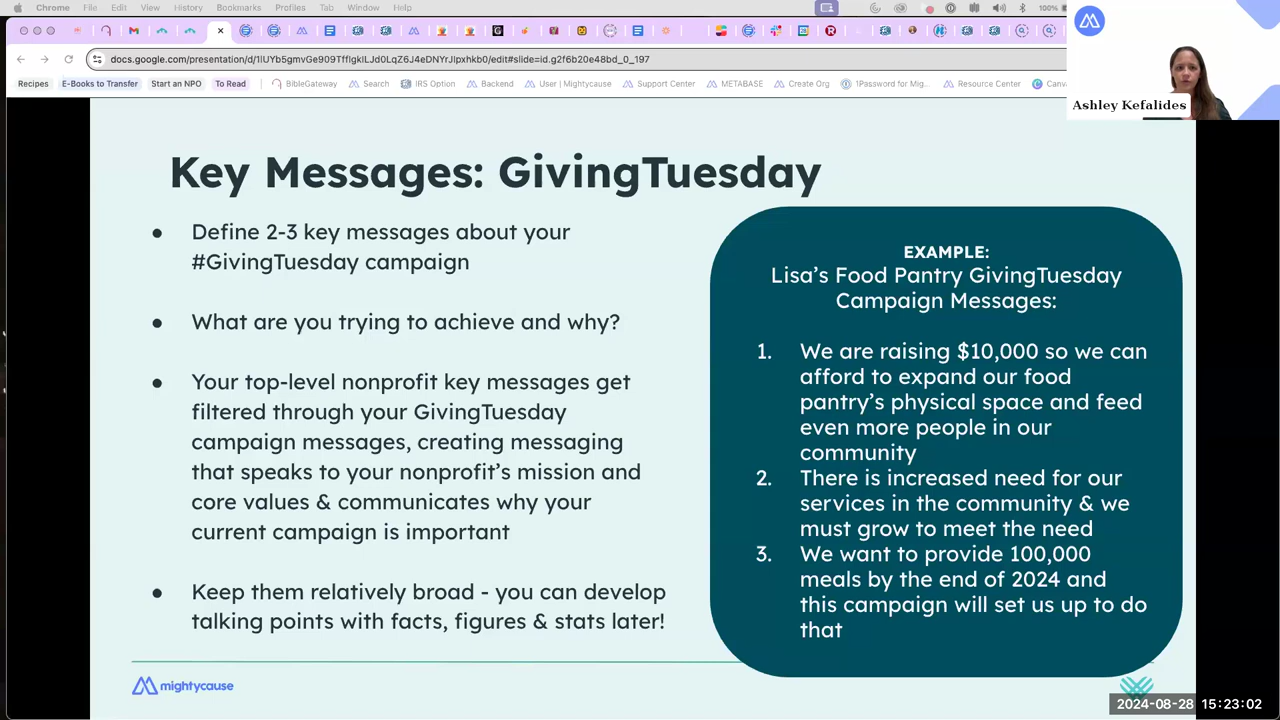 Chrome File Edit View History Bookmarks Profiles Tab Window Help 100%
docs.google.com/presentation/d/
edit#slide=id.g2f6b20e48bd_0_197
Recipes E-Books to Transfer Start an NPO To Read BibleGateway Search IRS Option Backend User | Mightycause Support Center METABASE Create Org 1Password for Mig... Resource Center Canv
Ashley Kefalides
Key Messages: GivingTuesday
● Define 2-3 key messages about your
#GivingTuesday campaign
● What are you trying to achieve and why?
● Your top-level nonprofit key messages get
filtered through your GivingTuesday
campaign messages, creating messaging
that speaks to your nonprofit's mission and
core values & communicates why your
current campaign is important
● Keep them relatively broad - you can develop
talking points with facts, figures & stats later!
EXAMPLE:
Lisa's Food Pantry GivingTuesday
Campaign Messages:
1. We are raising $10,000 so we can
afford to expand our food
pantry's physical space and feed
even more people in our
community
2. There is increased need for our
services in the community & we
must grow to meet the need
3. We want to provide 100,000
meals by the end of 2024 and
this campaign will set us up to do
that
mightycause
2024-08-28 15:23:02